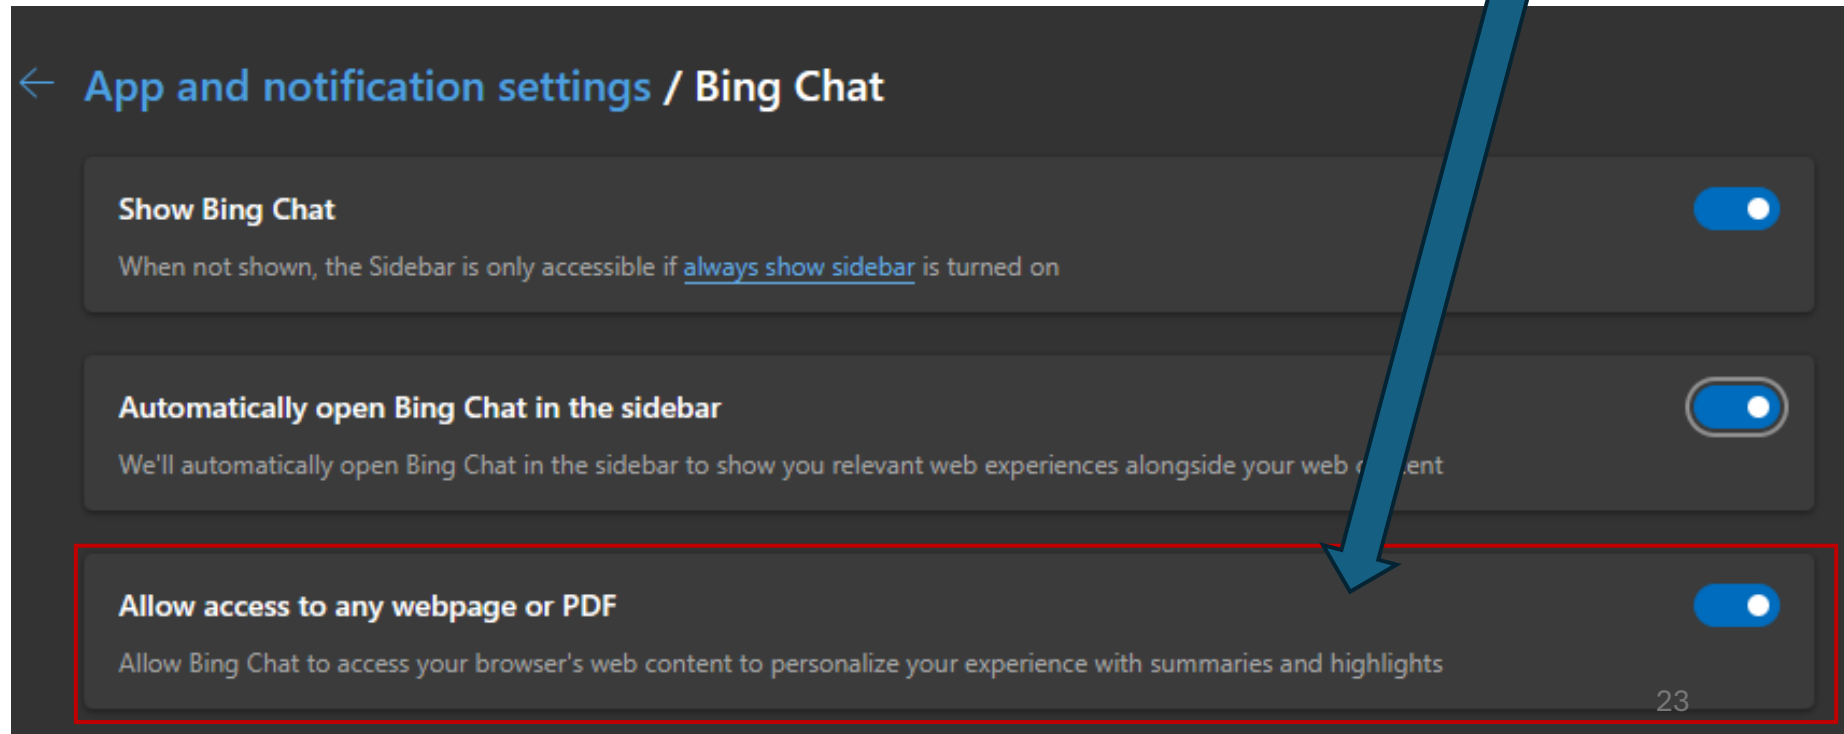 App and notification settings / Bing Chat
Show Bing Chat
When not shown, the Sidebar is only accessible if always show sidebar is turned on
Automatically open Bing Chat in the sidebar
We'll automatically open Bing Chat in the sidebar to show you relevant web experiences alongside your web
Allow access to any webpage or PDF
Allow Bing Chat to access your browser's web content to personalize your experience with summaries and highlights
23